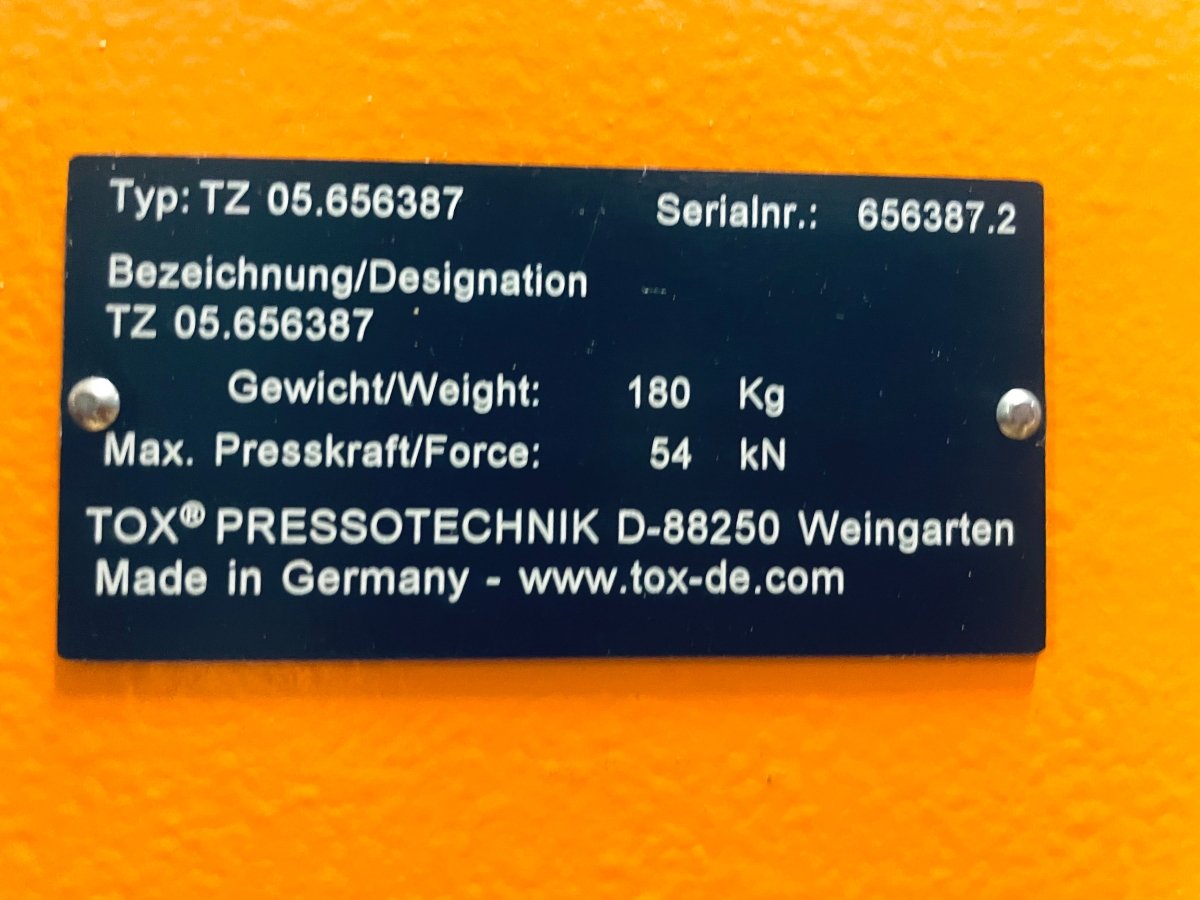 Typ: TZ 05.656387 Serialnr.: 656387.2
Bezeichnung/Designation
TZ 05.656387
Gewicht/Weight: 180 Kg
Max. Presskraft/Force: 54 kN
TOX® PRESSOTECHNIK D-88250 Weingarten
Made in Germany - www.tox-de.com